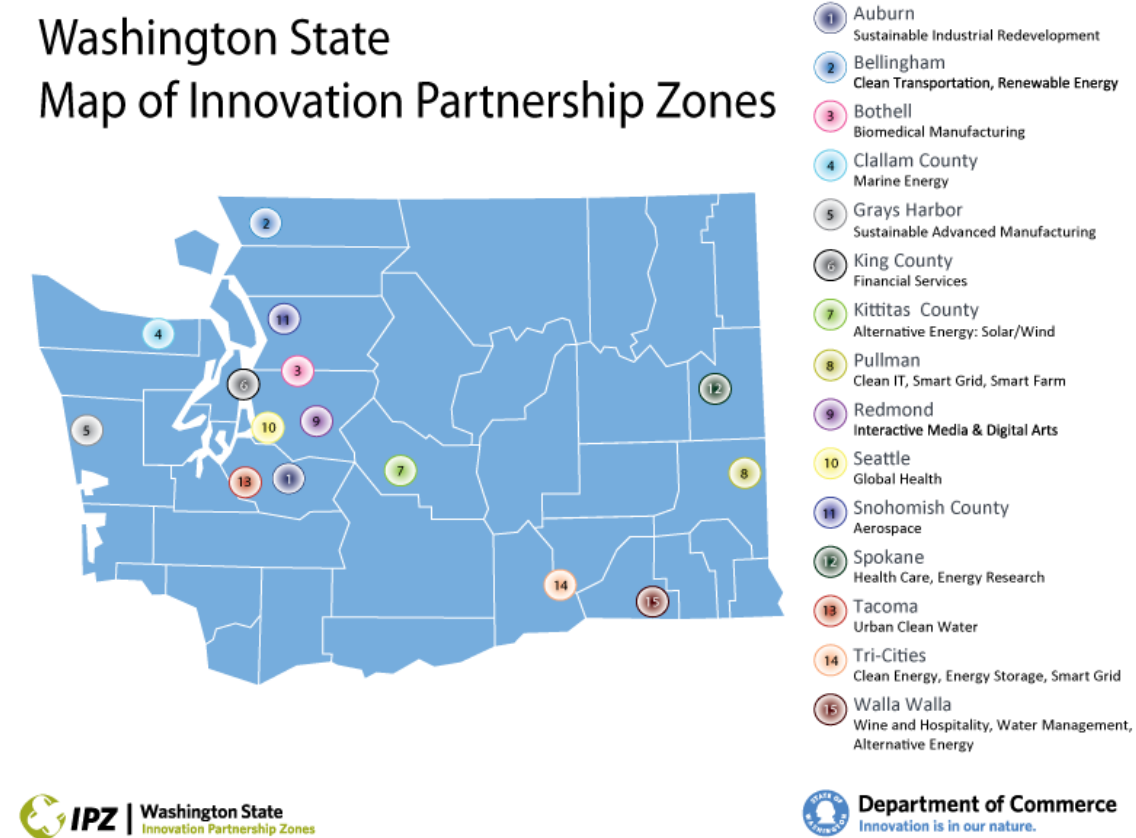 Washington State
Map of Innovation Partnership Zones
1 Auburn
Sustainable Industrial Redevelopment
2 Bellingham
Clean Transportation, Renewable Energy
3 Bothell
Biomedical Manufacturing
4 Clallam County
Marine Energy
5 Grays Harbor
Sustainable Advanced Manufacturing
6 King County
Financial Services
7 Kittitas County
Alternative Energy: Solar/Wind
8 Pullman
Clean IT, Smart Grid, Smart Farm
9 Redmond
Interactive Media & Digital Arts
10 Seattle
Global Health
11 Snohomish County
Aerospace
12 Spokane
Health Care, Energy Research
13 Tacoma
Urban Clean Water
14 Tri-Cities
Clean Energy, Energy Storage, Smart Grid
15 Walla Walla
Wine and Hospitality, Water Management,
Alternative Energy
2
11
4
3
6
12
5
10
9
7
8
13
1
14
15
IPZ | Washington State
Innovation Partnership Zones
STATE OF WASHINGTON
Department of Commerce
Innovation is in our nature.